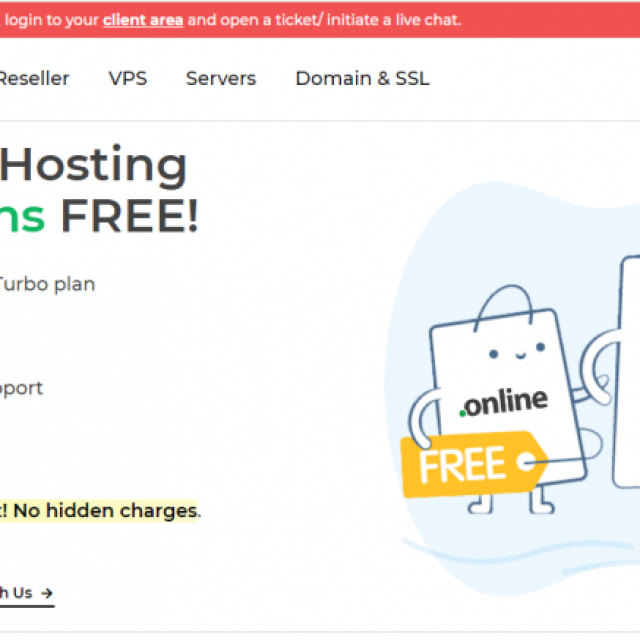 login to your client area and open a ticket/ initiate a live chat.
Reseller VPS Servers Domain & SSL
Hosting
ns FREE!
Turbo plan
pport
t! No hidden charges.
h Us →
.online
FREE